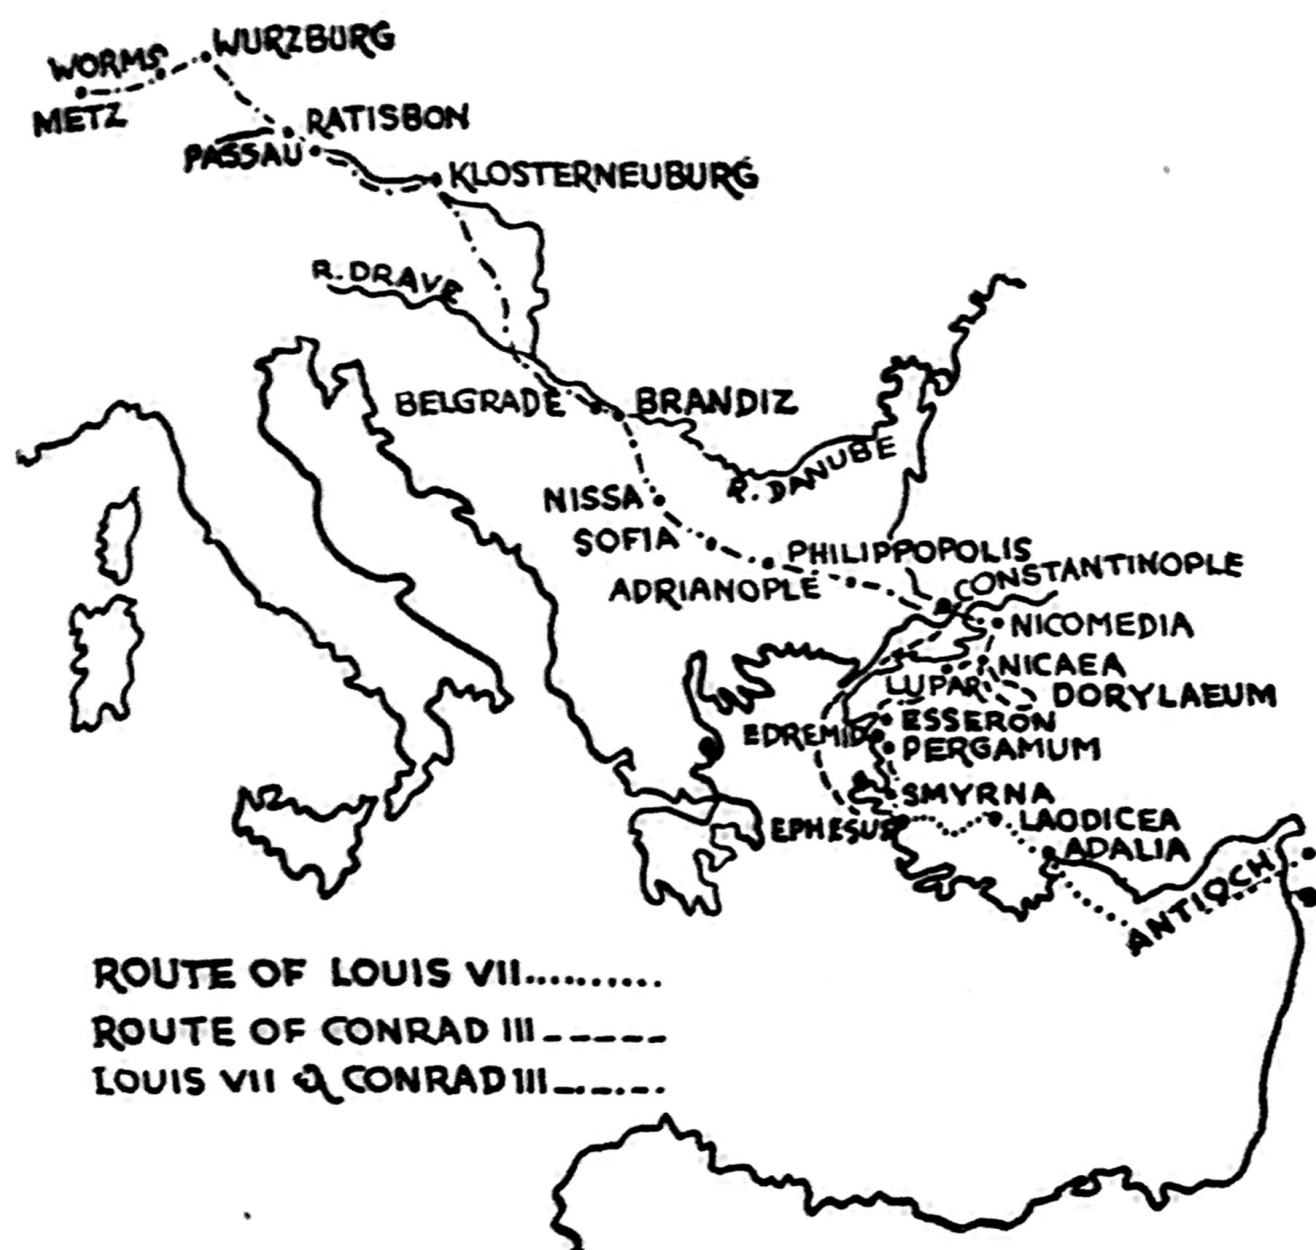 WURZBURG
WORMS
METZ
RATISBON
PASSAU
KLOSTERNEUBURG
R. DRAVE
BELGRADE
BRANDIZ
R. DANUBE
NISSA
SOFIA
PHILIPPOPOLIS
CONSTANTINOPLE
ADRIANOPLE
NICOMEDIA
NICAEA
LUPAR
DORYLAEUM
ESSERON
EDREMID
PERGAMUM
SMYRNA
EPHESUS
LAODICEA
ADALIA
ANTIOCH
ROUTE OF LOUIS VII
ROUTE OF CONRAD III
LOUIS VII & CONRAD III